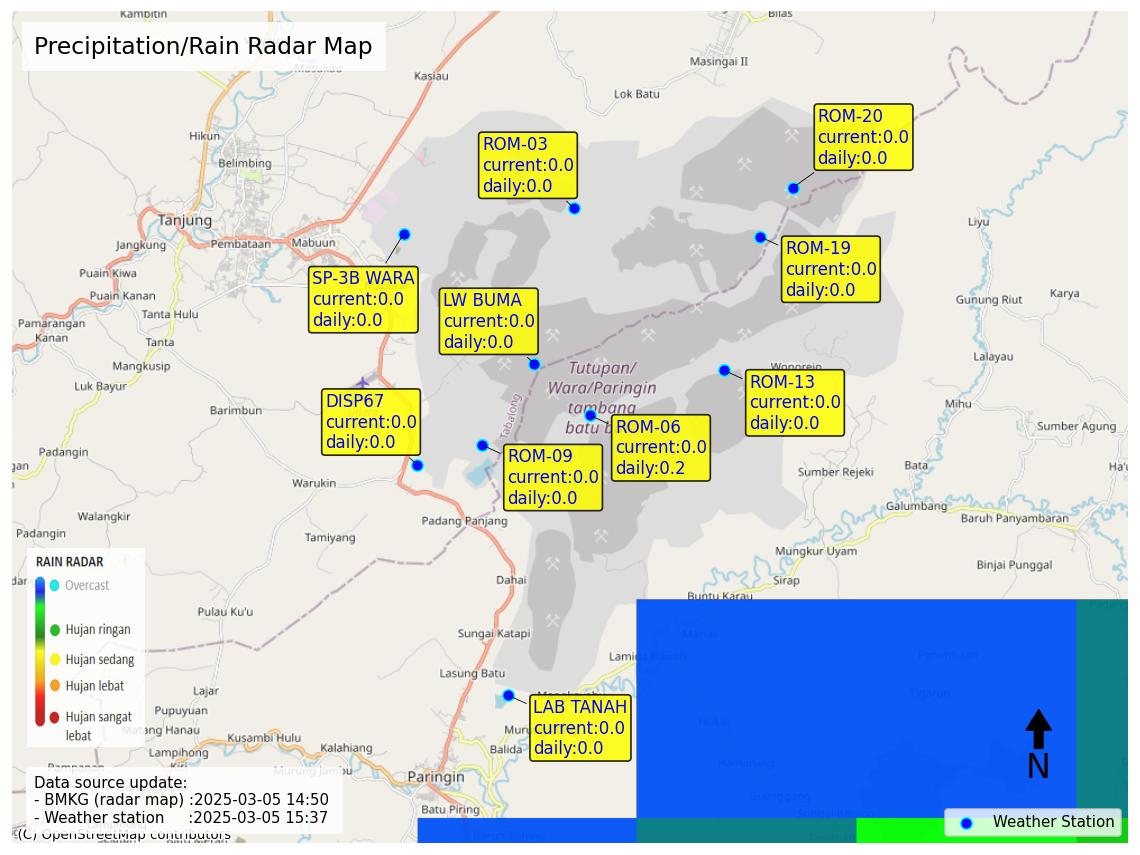 Kambitin
Bilas
Precipitation/Rain Radar Map
Masukau
Kasiau
Masingai II
Lok Batu
ROM-20
current:0.0
daily:0.0
ROM-03
current:0.0
daily:0.0
Hikun
Belimbing
Tanjung
Liyu
Jangkung
Pembataan
Mabuun
ROM-19
current:0.0
daily:0.0
Puain Kiwa
SP-3B WARA
current:0.0
daily:0.0
Puain Kanan
LW BUMA
current:0.0
daily:0.0
Gunung Riut
Karya
Tanta Hulu
Pamarangan
Kanan
Tanta
Lalayau
Mangkusip
Tutupan/
Wara/Paringin
tambang
batu b
Wonorejo
Luk Bayur
ROM-13
current:0.0
daily:0.0
Barimbun
DISP67
current:0.0
daily:0.0
Tabalong
Mihu
ROM-06
current:0.0
daily:0.2
Sumber Agung
ROM-09
current:0.0
daily:0.0
gan
Bata
Sumber Rejeki
Warukin
Galumbang
Walangkir
Padang Panjang
Baruh Panyambaran
Padangin
Tamiyang
Mungkur Uyam
Binjai Punggal
RAIN RADAR
Overcast
Hujan ringan
Hujan sedang
Hujan lebat
Hujan sangat
lebat
Dahai
Sirap
Buntu Karau
Pulau Ku'u
Sungai Katapi
Lasung Batu
Lajar
Pupuyuan
LAB TANAH
current:0.0
daily:0.0
Matang Hanau
Kusambi Hulu
Kalahiang
Balida
Lampihong
Kiri
Murung Jambu
Paringin
N
Batu Piring
Data source update:
- BMKG (radar map) :2025-03-05 14:50
- Weather station :2025-03-05 15:37
Weather Station
(C) OpenStreetMap contributors